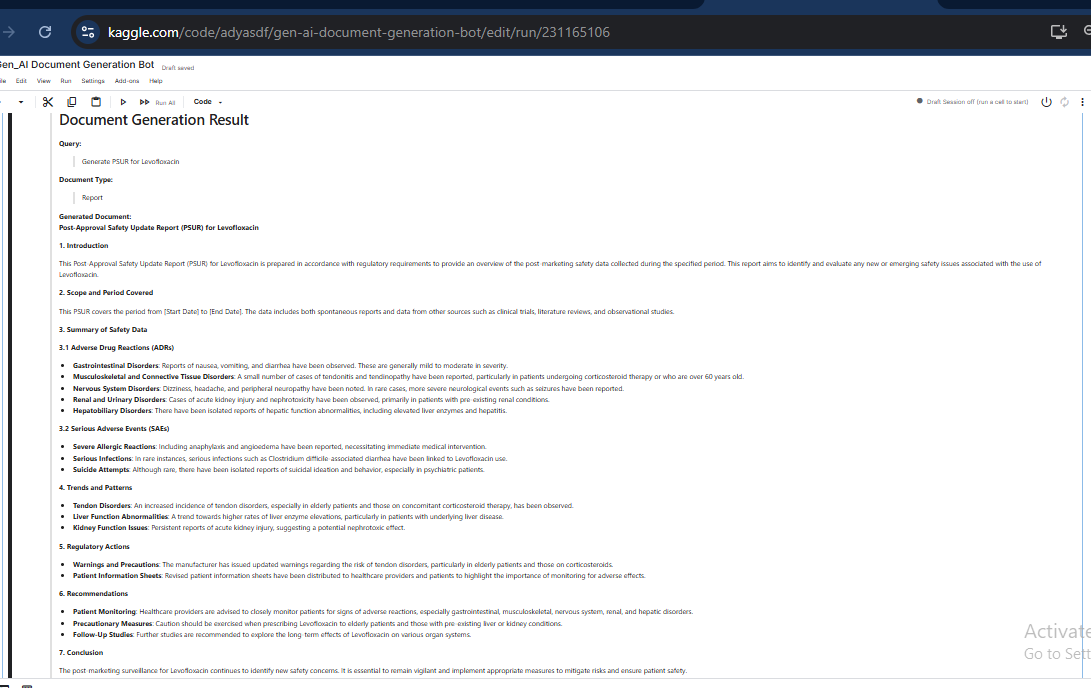 kaggle.com/code/adyasdf/gen-ai-document-generation-bot/edit/run/231165106
Gen_AI Document Generation Bot Draft saved
File Edit View Run Settings Add-ons Help
Run All Code Draft Session off (run a cell to start)
Document Generation Result
Query:
Generate PSUR for Levofloxacin
Document Type:
Report
Generated Document:
Post-Approval Safety Update Report (PSUR) for Levofloxacin
1. Introduction
This Post-Approval Safety Update Report (PSUR) for Levofloxacin is prepared in accordance with regulatory requirements to provide an overview of the post-marketing safety data collected during the specified period. This report aims to identify and evaluate any new or emerging safety issues associated with the use of
Levofloxacin.
2. Scope and Period Covered
This PSUR covers the period from [Start Date] to [End Date]. The data includes both spontaneous reports and data from other sources such as clinical trials, literature reviews, and observational studies.
3. Summary of Safety Data
3.1 Adverse Drug Reactions (ADRs)
• Gastrointestinal Disorders: Reports of nausea, vomiting, and diarrhea have been observed. These are generally mild to moderate in severity.
• Musculoskeletal and Connective Tissue Disorders: A small number of cases of tendonitis and tendinopathy have been reported, particularly in patients undergoing corticosteroid therapy or who are over 60 years old.
• Nervous System Disorders: Dizziness, headache, and peripheral neuropathy have been noted. In rare cases, more severe neurological events such as seizures have been reported.
• Renal and Urinary Disorders: Cases of acute kidney injury and nephrotoxicity have been observed, primarily in patients with pre-existing renal conditions.
• Hepatobiliary Disorders: There have been isolated reports of hepatic function abnormalities, including elevated liver enzymes and hepatitis.
3.2 Serious Adverse Events (SAEs)
• Severe Allergic Reactions: Including anaphylaxis and angioedema have been reported, necessitating immediate medical intervention.
• Serious Infections: In rare instances, serious infections such as Clostridium difficile-associated diarrhea have been linked to Levofloxacin use.
• Suicide Attempts: Although rare, there have been isolated reports of suicidal ideation and behavior, especially in psychiatric patients.
4. Trends and Patterns
• Tendon Disorders: An increased incidence of tendon disorders, especially in elderly patients and those on concomitant corticosteroid therapy, has been observed.
• Liver Function Abnormalities: A trend towards higher rates of liver enzyme elevations, particularly in patients with underlying liver disease.
• Kidney Function Issues: Persistent reports of acute kidney injury, suggesting a potential nephrotoxic effect.
5. Regulatory Actions
• Warnings and Precautions: The manufacturer has issued updated warnings regarding the risk of tendon disorders, particularly in elderly patients and those on corticosteroids.
• Patient Information Sheets: Revised patient information sheets have been distributed to healthcare providers and patients to highlight the importance of monitoring for adverse effects.
6. Recommendations
• Patient Monitoring: Healthcare providers are advised to closely monitor patients for signs of adverse reactions, especially gastrointestinal, musculoskeletal, nervous system, renal, and hepatic disorders.
• Precautionary Measures: Caution should be exercised when prescribing Levofloxacin to elderly patients and those with pre-existing liver or kidney conditions.
• Follow-Up Studies: Further studies are recommended to explore the long-term effects of Levofloxacin on various organ systems.
Activate
Go to Sett
7. Conclusion
The post-marketing surveillance for Levofloxacin continues to identify new safety concerns. It is essential to remain vigilant and implement appropriate measures to mitigate risks and ensure patient safety.